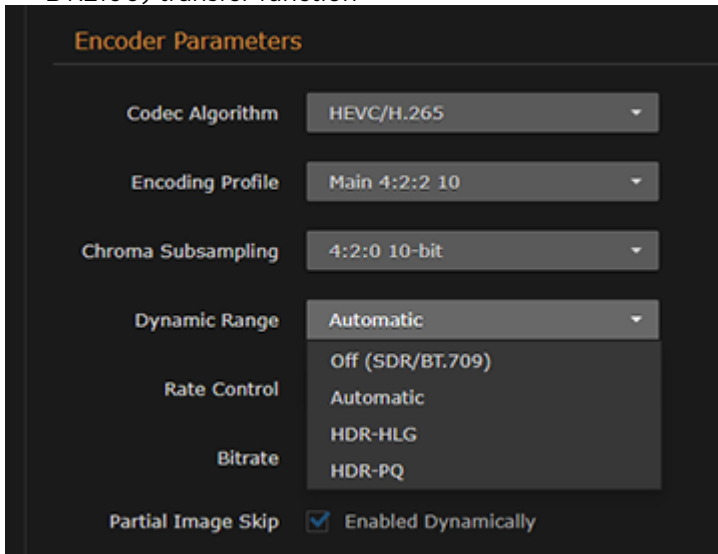 transfer function
Encoder Parameters
Codec Algorithm HEVC/H.265
Encoding Profile Main 4:2:2 10
Chroma Subsampling 4:2:0 10-bit
Dynamic Range Automatic
Off (SDR/BT.709)
Rate Control Automatic
HDR-HLG
Bitrate HDR-PQ
Partial Image Skip Enabled Dynamically